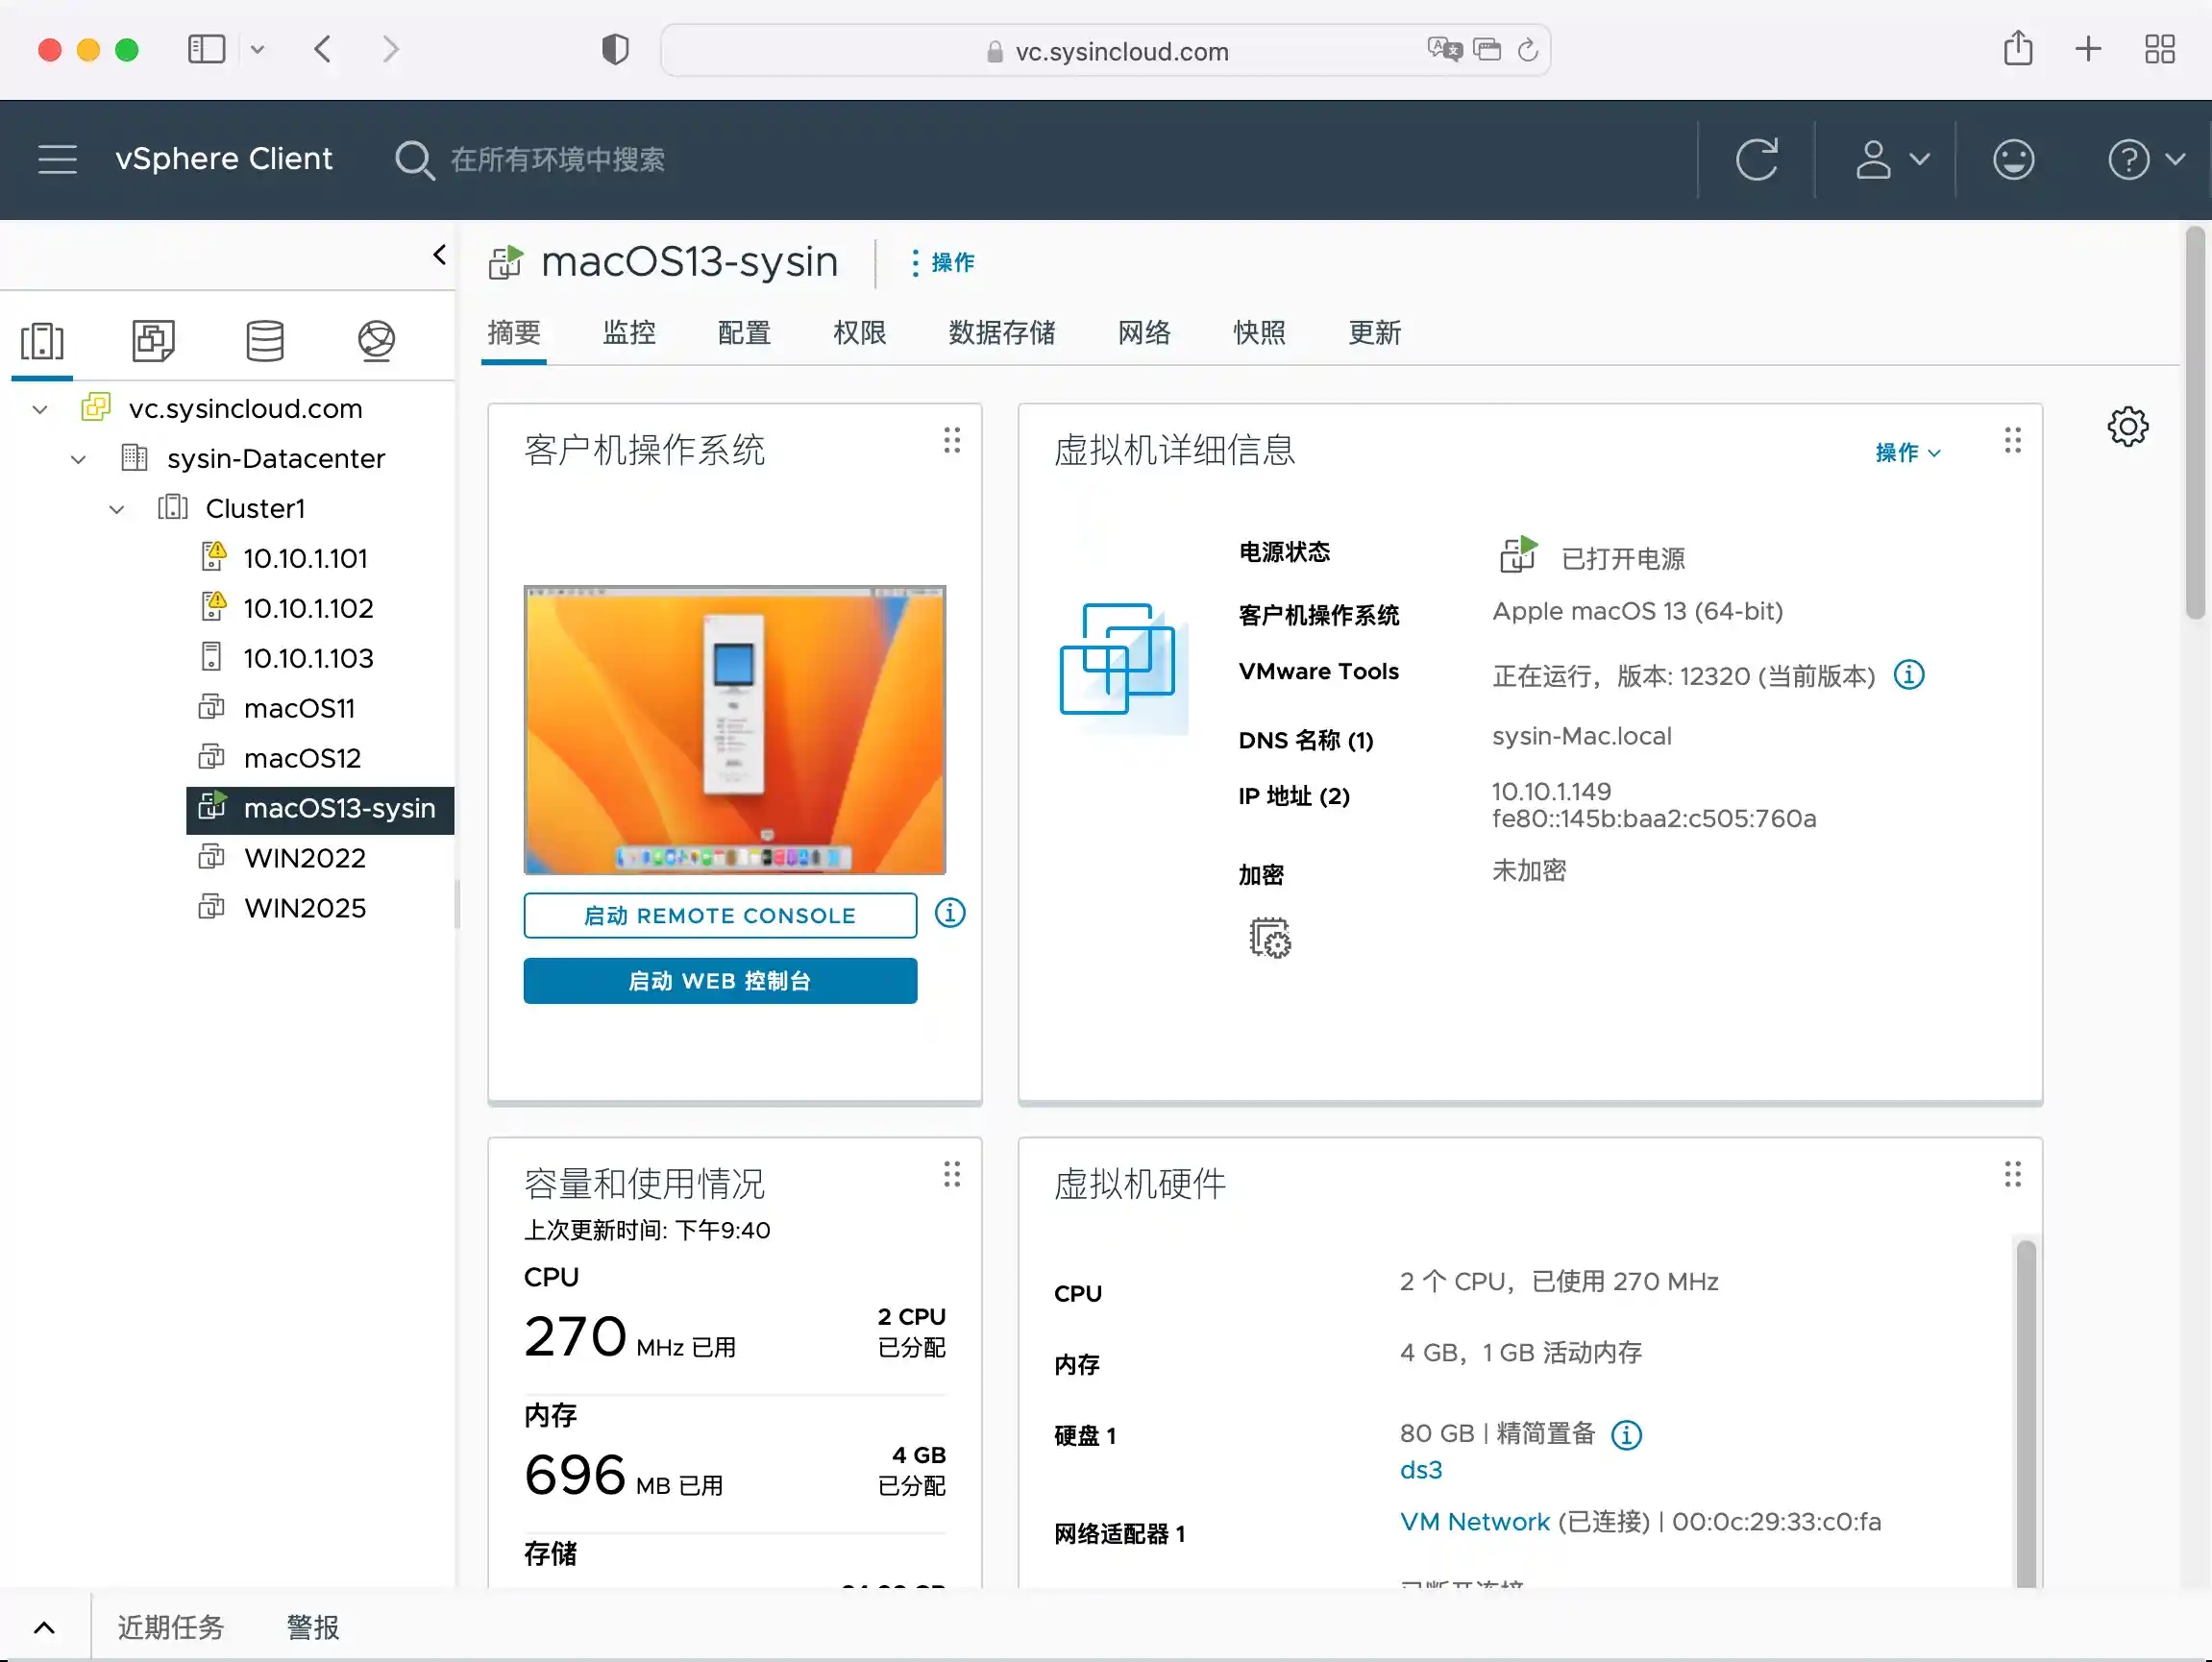 vc.sysincloud.com
vSphere Client
在所有环境中搜索
macOS13-sysin
操作
摘要
监控
配置
权限
数据存储
网络
快照
更新
vc.sysincloud.com
sysin-Datacenter
Cluster1
10.10.1.101
10.10.1.102
10.10.1.103
macOS11
macOS12
macOS13-sysin
WIN2022
WIN2025
客户机操作系统
启动 REMOTE CONSOLE
启动 WEB 控制台
虚拟机详细信息
操作
电源状态
已打开电源
客户机操作系统
Apple macOS 13 (64-bit)
VMware Tools
正在运行，版本: 12320 (当前版本)
DNS 名称 (1)
sysin-Mac.local
IP 地址 (2)
10.10.1.149
fe80::145b:baa2:c505:760a
加密
未加密
容量和使用情况
上次更新时间: 下午9:40
CPU
270 MHz 已用
2 CPU
已分配
内存
696 MB 已用
4 GB
已分配
存储
虚拟机硬件
CPU
2 个 CPU，已使用 270 MHz
内存
4 GB，1 GB 活动内存
硬盘 1
80 GB | 精简置备
ds3
网络适配器 1
VM Network (已连接) | 00:0c:29:33:c0:fa
近期任务
警报